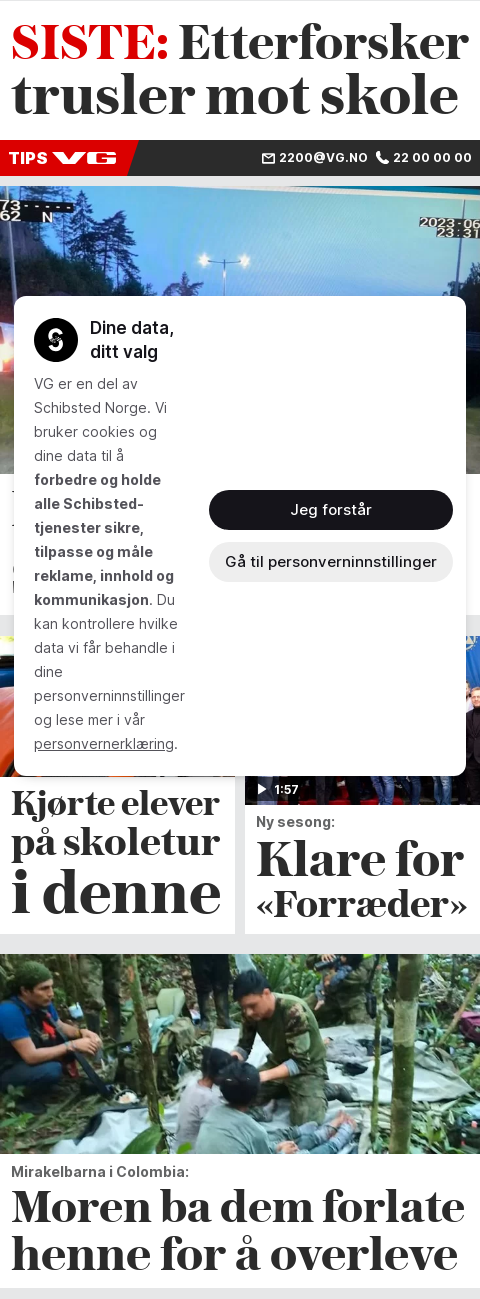 SISTE: Etterforsker
trusler mot skole
TIPS VG
2200@VG.NO 22 00 00 00
73
62 N
2023-06
23:31
Dine data,
ditt valg
VG er en del av
Schibsted Norge. Vi
bruker cookies og
dine data til å
forbedre og holde
alle Schibsted-
tjenester sikre,
tilpasse og måle
reklame, innhold og
kommunikasjon. Du
kan kontrollere hvilke
data vi får behandle i
dine
personverninnstillinger
og lese mer i vår
personvernerklæring.
Jeg forstår
Gå til personverninnstillinger
Kjørte elever
på skoletur
i denne
1:57
Ny sesong:
Klare for
«Forræder»
Mirakelbarna i Colombia:
Moren ba dem forlate
henne for å overleve